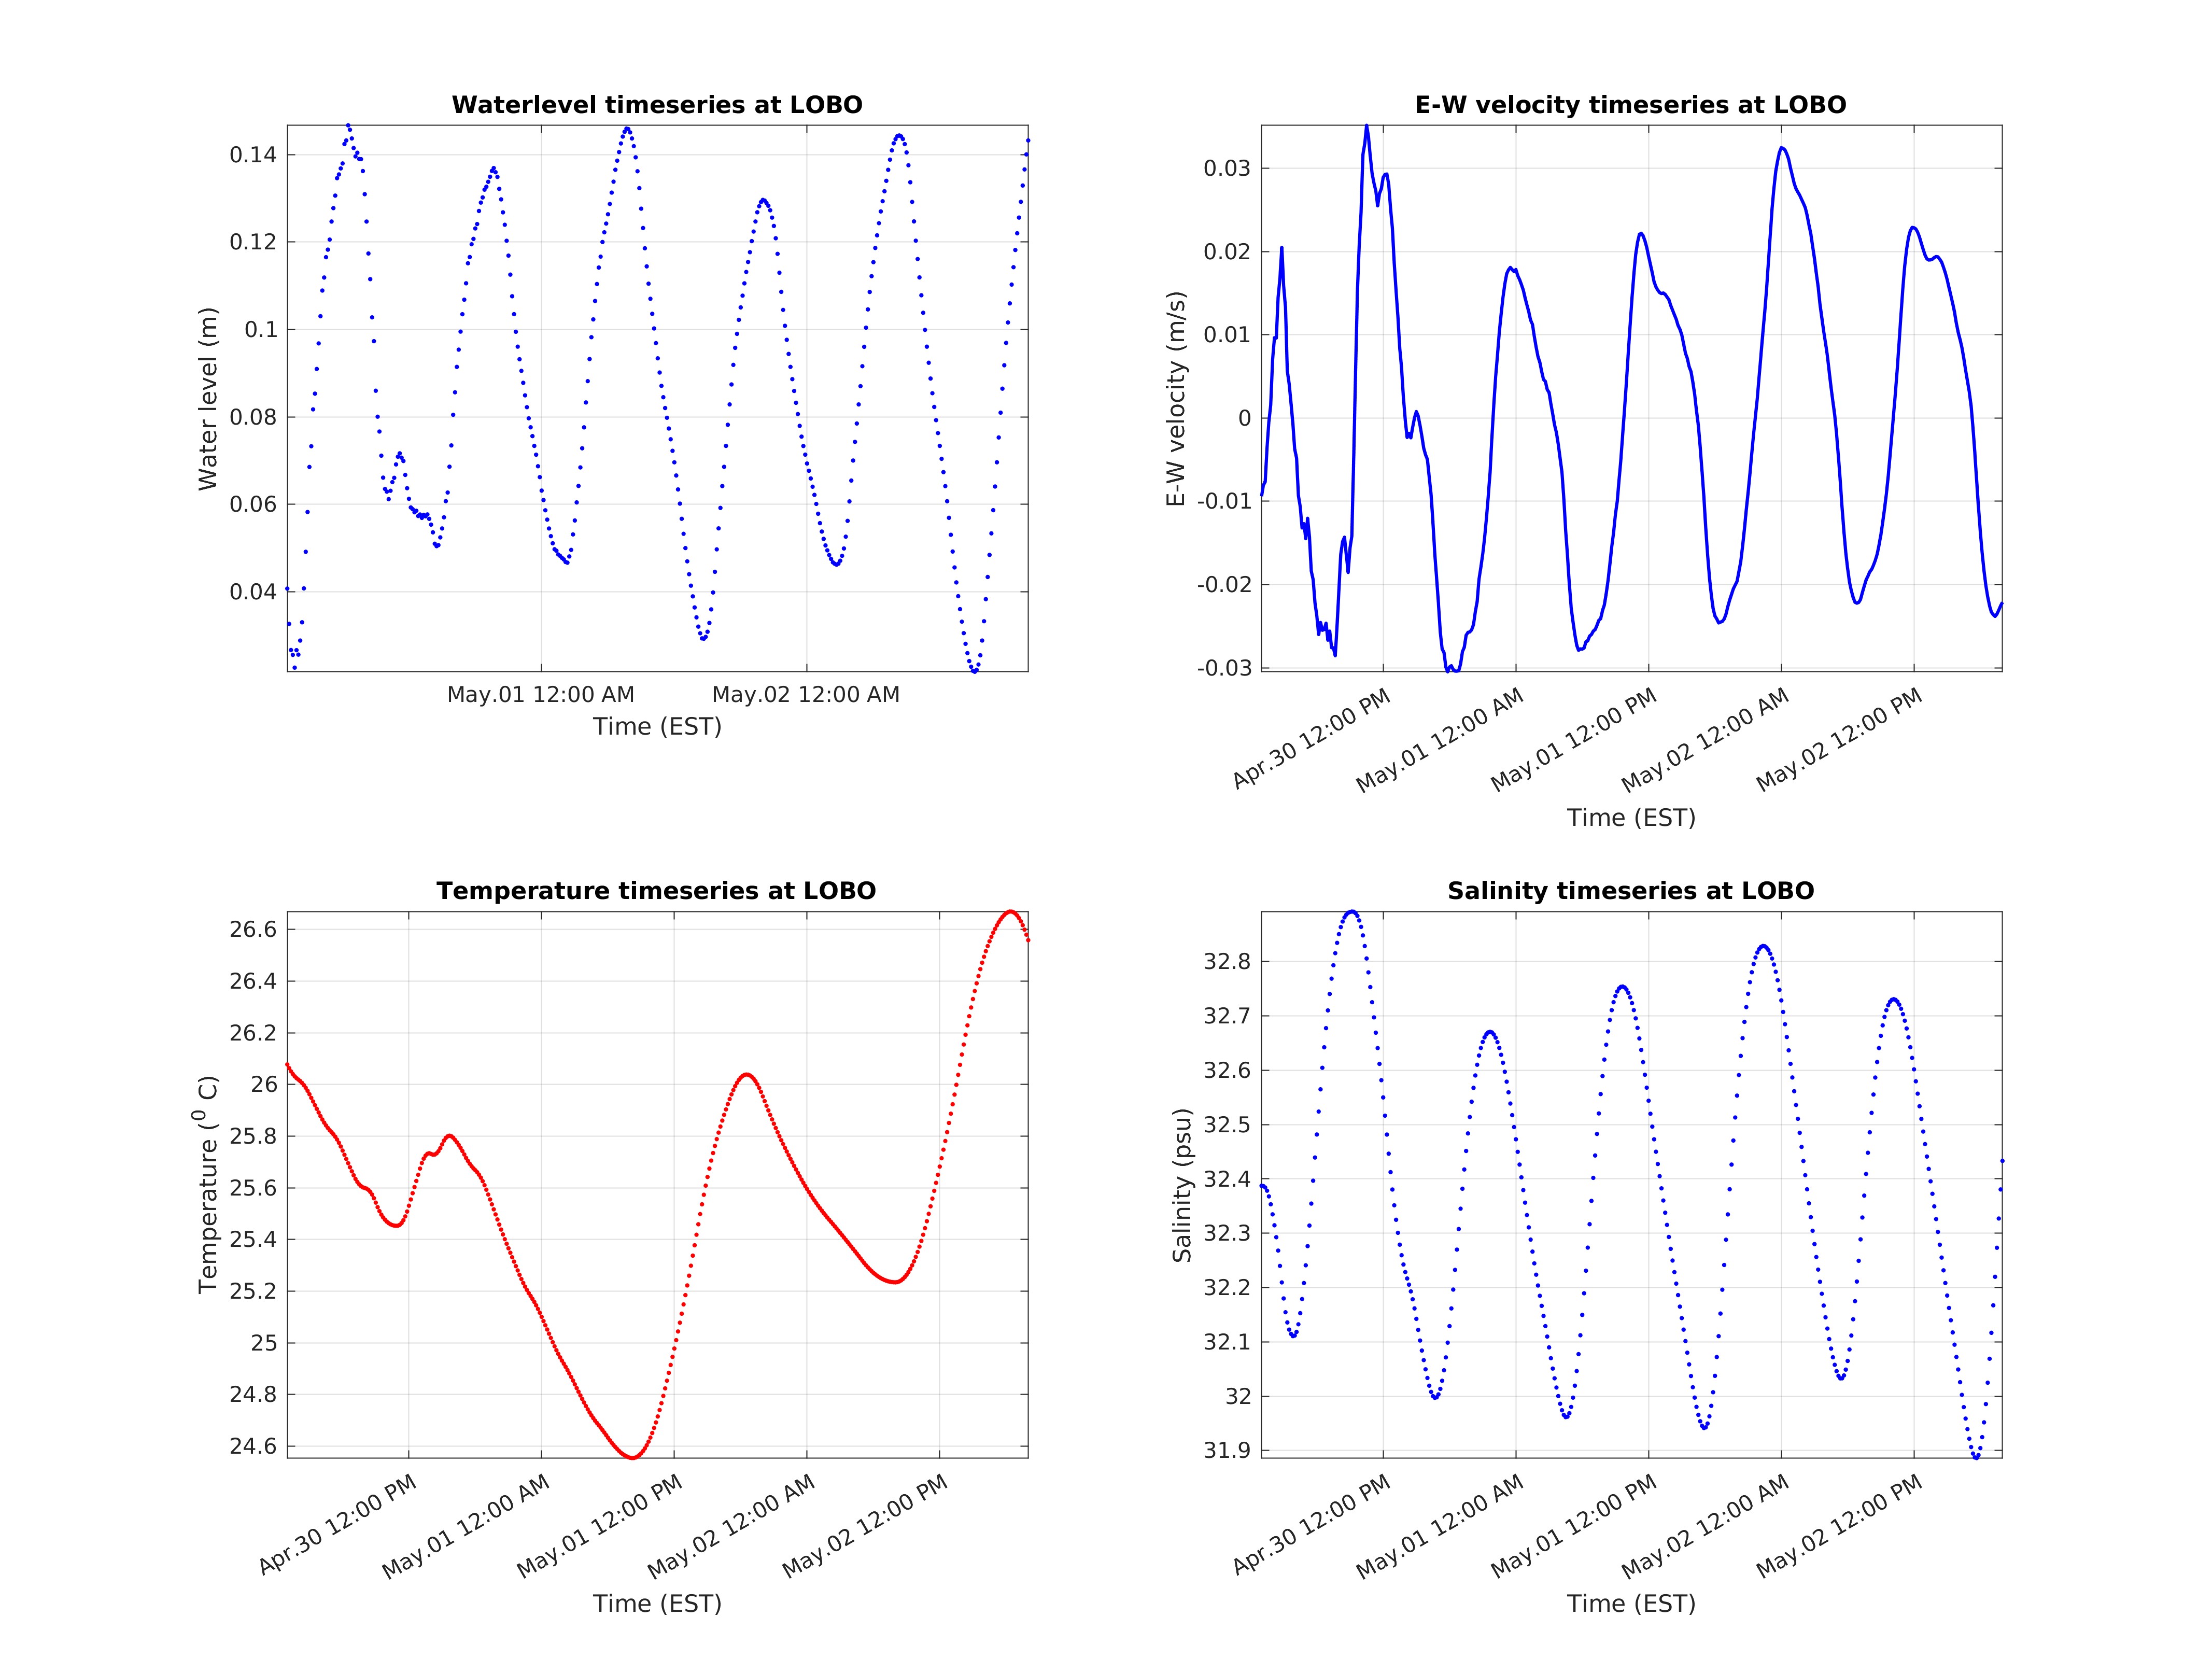 Waterlevel timeseries at LOBO
0.14
0.12
0.1
0.08
0.06
0.04
Water level (m)
May.01 12:00 AM
May.02 12:00 AM
Time (EST)
E-W velocity timeseries at LOBO
0.03
0.02
0.01
0
-0.01
-0.02
-0.03
E-W velocity (m/s)
Apr.30 12:00 PM
May.01 12:00 AM
May.01 12:00 PM
May.02 12:00 AM
May.02 12:00 PM
Time (EST)
Temperature timeseries at LOBO
26.6
26.4
26.2
26
25.8
25.6
25.4
25.2
25
24.8
24.6
Temperature (⁰ C)
Apr.30 12:00 PM
May.01 12:00 AM
May.01 12:00 PM
May.02 12:00 AM
May.02 12:00 PM
Time (EST)
Salinity timeseries at LOBO
32.8
32.7
32.6
32.5
32.4
32.3
32.2
32.1
32
31.9
Salinity (psu)
Apr.30 12:00 PM
May.01 12:00 AM
May.01 12:00 PM
May.02 12:00 AM
May.02 12:00 PM
Time (EST)